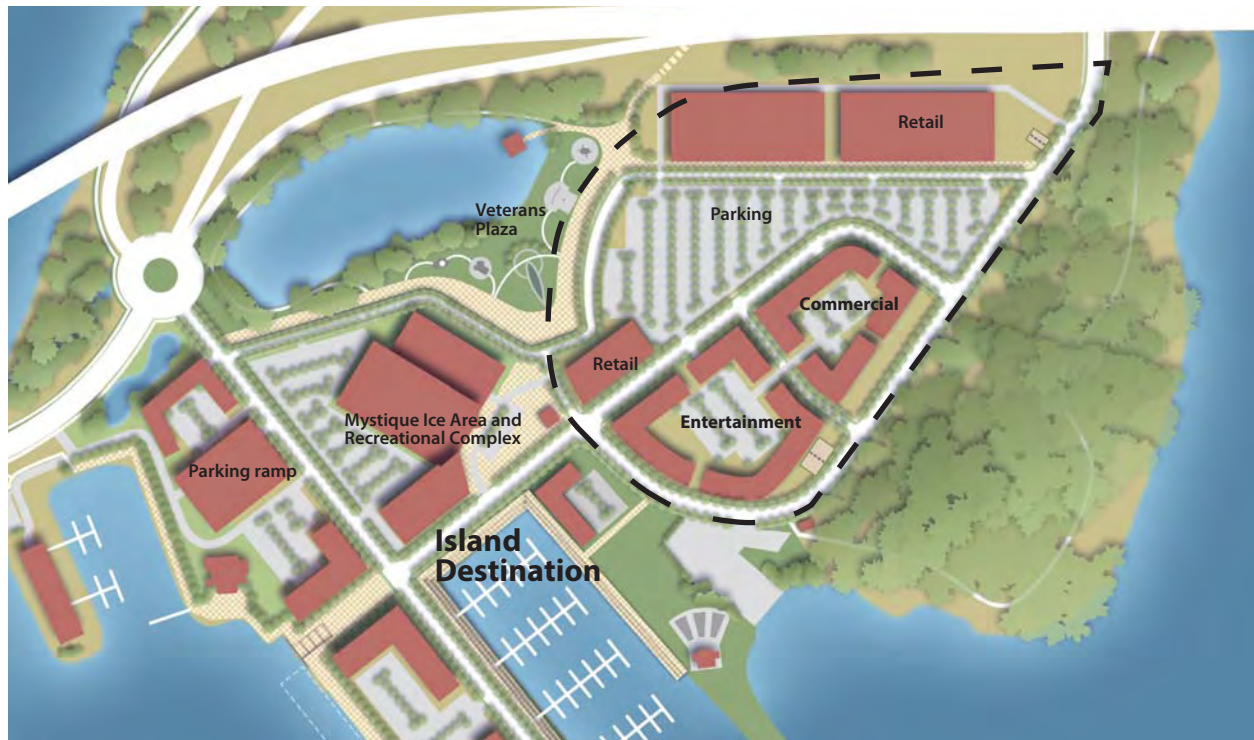 Retail
Veterans
Plaza
Parking
Commercial
Retail
Mystique Ice Area and
Recreational Complex
Entertainment
Parking ramp
Island
Destination